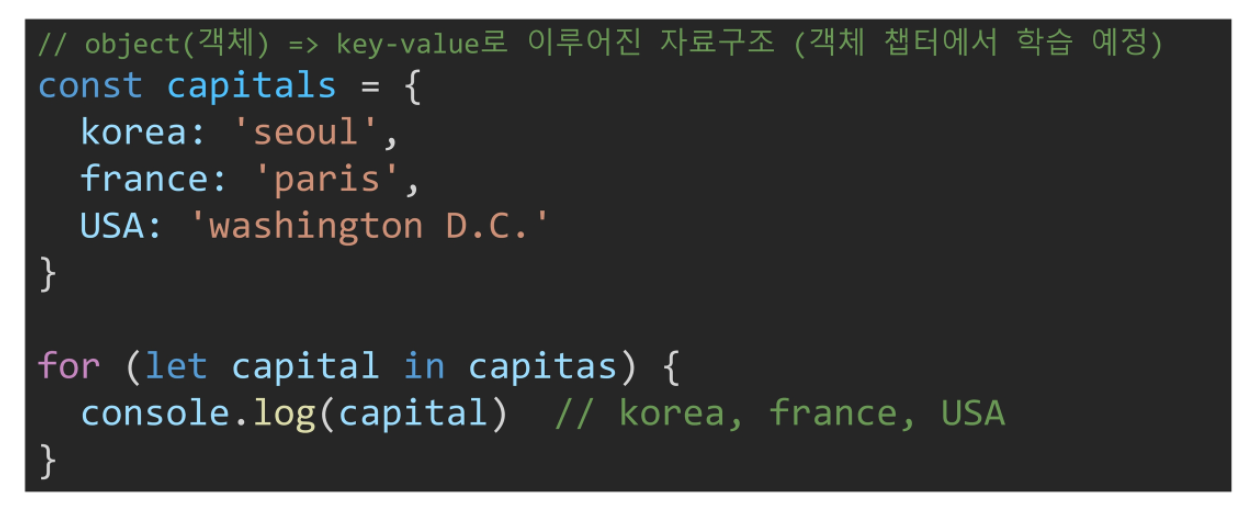 // object(객체) => key-value로 이루어진 자료구조 (객체 챕터에서 학습 예정)
const capitals = {
  korea: 'seoul',
  france: 'paris',
  USA: 'washington D.C.'
}

for (let capital in capitas) {
  console.log(capital)  // korea, france, USA
}